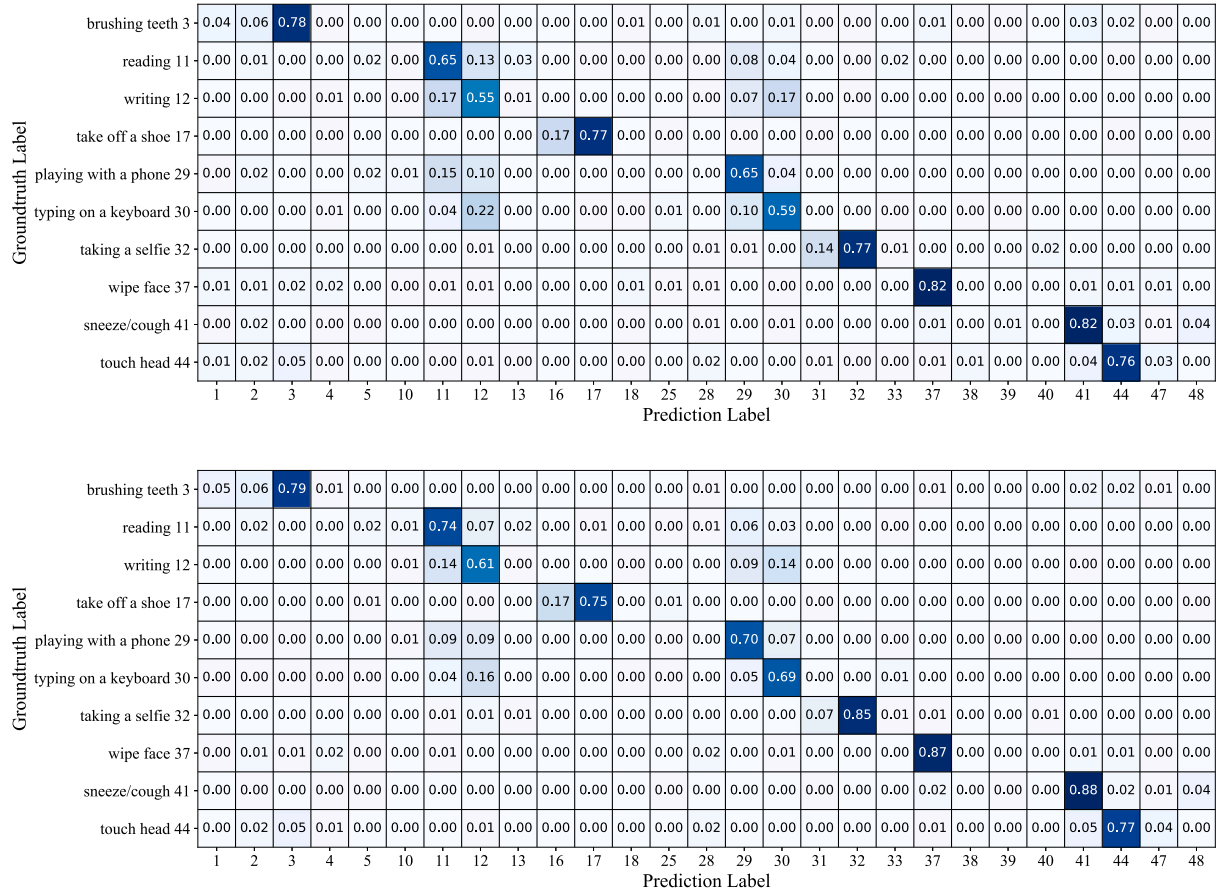 Groundtruth Label
brushing teeth 3 0.04 0.06 0.78 0.00 0.00 0.00 0.00 0.00 0.00 0.00 0.00 0.01 0.00 0.01 0.00 0.01 0.00 0.00 0.00 0.01 0.00 0.00 0.00 0.03 0.02 0.00 0.00
reading 11 0.00 0.01 0.00 0.00 0.02 0.00 0.65 0.13 0.03 0.00 0.00 0.00 0.00 0.00 0.08 0.04 0.00 0.00 0.02 0.00 0.00 0.00 0.00 0.00 0.00 0.00 0.00
writing 12 0.00 0.00 0.00 0.01 0.00 0.00 0.17 0.55 0.01 0.00 0.00 0.00 0.00 0.00 0.07 0.17 0.00 0.00 0.00 0.00 0.00 0.00 0.00 0.00 0.00 0.00 0.00
take off a shoe 17 0.00 0.00 0.00 0.00 0.00 0.00 0.00 0.00 0.00 0.17 0.77 0.00 0.00 0.00 0.00 0.00 0.00 0.00 0.00 0.00 0.00 0.00 0.00 0.00 0.00 0.00 0.00
playing with a phone 29 0.00 0.02 0.00 0.00 0.02 0.01 0.15 0.10 0.00 0.00 0.00 0.00 0.00 0.00 0.65 0.04 0.00 0.00 0.00 0.00 0.00 0.00 0.00 0.00 0.00 0.00 0.00
typing on a keyboard 30 0.00 0.00 0.00 0.01 0.00 0.00 0.04 0.22 0.00 0.00 0.00 0.00 0.01 0.00 0.10 0.59 0.00 0.00 0.00 0.00 0.00 0.00 0.00 0.00 0.00 0.00 0.00
taking a selfie 32 0.00 0.00 0.00 0.00 0.00 0.00 0.00 0.01 0.00 0.00 0.00 0.00 0.00 0.01 0.01 0.00 0.14 0.77 0.01 0.00 0.00 0.00 0.02 0.00 0.00 0.00 0.00
wipe face 37 0.01 0.01 0.02 0.02 0.00 0.00 0.01 0.01 0.00 0.00 0.00 0.01 0.01 0.01 0.00 0.00 0.00 0.00 0.00 0.82 0.00 0.00 0.00 0.01 0.01 0.01 0.00
sneeze/cough 41 0.00 0.02 0.00 0.00 0.00 0.00 0.00 0.00 0.00 0.00 0.00 0.00 0.00 0.01 0.00 0.01 0.00 0.00 0.00 0.01 0.00 0.01 0.00 0.82 0.03 0.01 0.04
touch head 44 0.01 0.02 0.05 0.00 0.00 0.00 0.00 0.01 0.00 0.00 0.00 0.00 0.00 0.02 0.00 0.00 0.01 0.00 0.00 0.01 0.01 0.00 0.00 0.04 0.76 0.03 0.00
1 2 3 4 5 10 11 12 13 16 17 18 25 28 29 30 31 32 33 37 38 39 40 41 44 47 48
Prediction Label
Groundtruth Label
brushing teeth 3 0.05 0.06 0.79 0.01 0.00 0.00 0.00 0.00 0.00 0.00 0.00 0.00 0.00 0.01 0.00 0.00 0.00 0.00 0.00 0.01 0.00 0.00 0.00 0.02 0.02 0.01 0.00
reading 11 0.00 0.02 0.00 0.00 0.02 0.01 0.74 0.07 0.02 0.00 0.01 0.00 0.00 0.01 0.06 0.03 0.00 0.00 0.00 0.00 0.00 0.00 0.00 0.00 0.00 0.00 0.00
writing 12 0.00 0.00 0.00 0.00 0.00 0.01 0.14 0.61 0.00 0.00 0.00 0.00 0.00 0.00 0.09 0.14 0.00 0.00 0.00 0.00 0.00 0.00 0.00 0.00 0.00 0.00 0.00
take off a shoe 17 0.00 0.00 0.00 0.00 0.01 0.00 0.00 0.00 0.00 0.17 0.75 0.00 0.01 0.00 0.00 0.00 0.00 0.00 0.00 0.00 0.00 0.00 0.00 0.00 0.00 0.00 0.00
playing with a phone 29 0.00 0.00 0.00 0.00 0.00 0.01 0.09 0.09 0.00 0.00 0.00 0.00 0.00 0.00 0.70 0.07 0.00 0.00 0.00 0.00 0.00 0.00 0.00 0.00 0.00 0.00 0.00
typing on a keyboard 30 0.00 0.00 0.00 0.00 0.00 0.00 0.04 0.16 0.00 0.00 0.00 0.00 0.00 0.00 0.05 0.69 0.00 0.00 0.01 0.00 0.00 0.00 0.00 0.00 0.00 0.00 0.00
taking a selfie 32 0.00 0.00 0.00 0.00 0.00 0.00 0.01 0.01 0.01 0.00 0.00 0.00 0.00 0.00 0.00 0.00 0.07 0.85 0.01 0.01 0.00 0.00 0.01 0.00 0.00 0.00 0.00
wipe face 37 0.00 0.01 0.01 0.02 0.00 0.00 0.01 0.00 0.00 0.00 0.00 0.00 0.00 0.02 0.00 0.01 0.00 0.00 0.00 0.87 0.00 0.00 0.00 0.01 0.01 0.00 0.00
sneeze/cough 41 0.00 0.00 0.00 0.00 0.00 0.00 0.00 0.00 0.00 0.00 0.00 0.00 0.00 0.00 0.00 0.00 0.00 0.00 0.00 0.02 0.00 0.00 0.00 0.88 0.02 0.01 0.04
touch head 44 0.00 0.02 0.05 0.01 0.00 0.00 0.00 0.01 0.00 0.00 0.00 0.00 0.00 0.02 0.00 0.00 0.00 0.00 0.00 0.01 0.00 0.00 0.00 0.05 0.77 0.04 0.00
1 2 3 4 5 10 11 12 13 16 17 18 25 28 29 30 31 32 33 37 38 39 40 41 44 47 48
Prediction Label